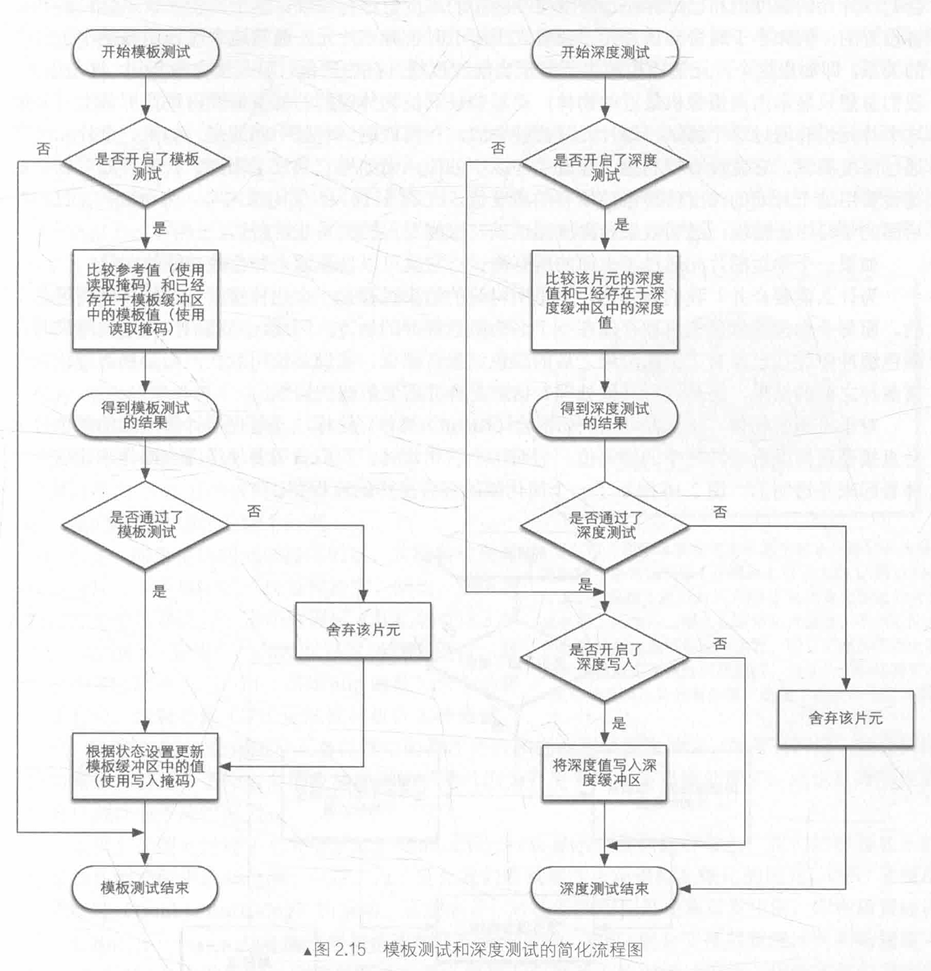 开始模板测试
是否开启了模板
测试
否
是
比较参考值（使用
读取掩码）和已经
存在于模板缓冲区
中的模板值（使用
读取掩码）
得到模板测试
的结果
是否通过了
模板测试
否
是
舍弃该片元
根据状态设置更新
模板缓冲区中的值
（使用写入掩码）
模板测试结束
开始深度测试
是否开启了深度
测试
否
是
比较该片元的深度
值和已经存在于深
度缓冲区中的深度
值
得到深度测试
的结果
是否通过了
深度测试
否
是
是否开启了
深度写入
否
是
舍弃该片元
将深度值写入深
度缓冲区
深度测试结束
▲图 2.15 模板测试和深度测试的简化流程图